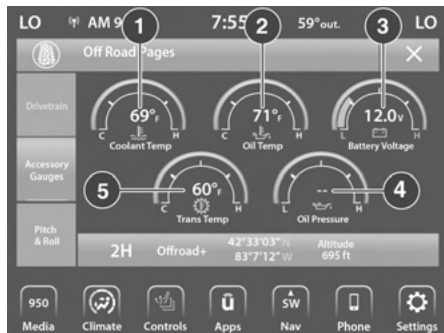 LO AM 9 7:55 59° out. LO
1 2 3
Off Road Pages
Drivetrain
69°F 71°F 12.0V
C H C H L H
Coolant Temp Oil Temp Battery Voltage
Accessory
Gauges
5 60°F -- 4
C H L H
Trans Temp Oil Pressure
Pitch
& Roll
2H Offroad+ 42°33'03" N Altitude
83°7'12" W 695 ft
950 SW
Media Climate Controls Apps Nav Phone Settings